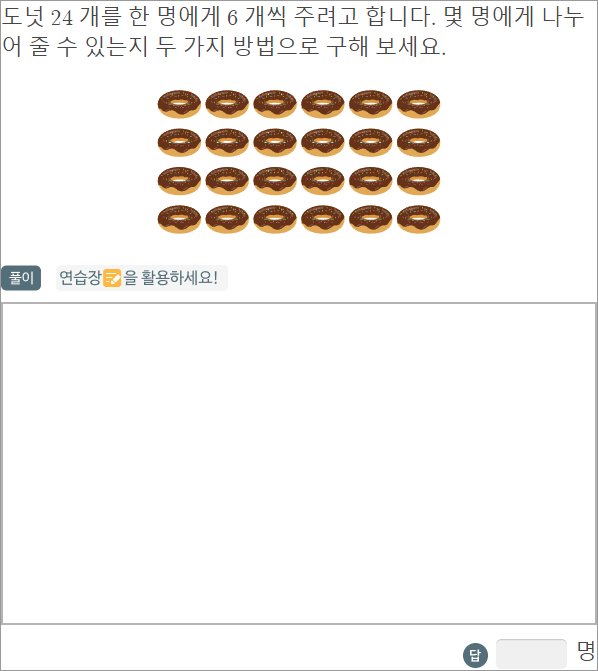 도넛 24 개를 한 명에게 6 개씩 주려고 합니다. 몇 명에게 나누
어 줄 수 있는지 두 가지 방법으로 구해 보세요.
풀이 연습장을 활용하세요!
답 명